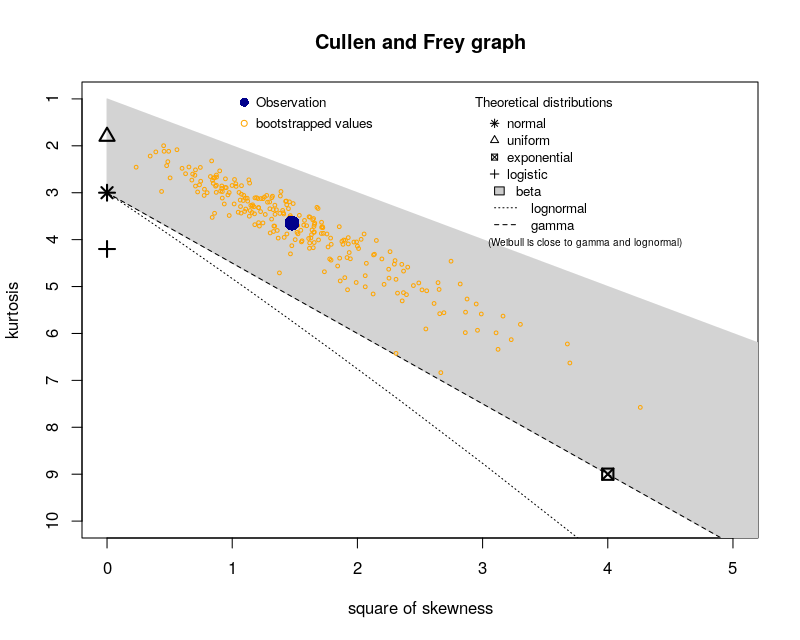 Cullen and Frey graph
Observation
bootstrapped values
Theoretical distributions
normal
uniform
exponential
logistic
beta
lognormal
gamma
(Weibull is close to gamma and lognormal)
kurtosis
1
2
3
4
5
6
7
8
9
10
0 1 2 3 4 5
square of skewness